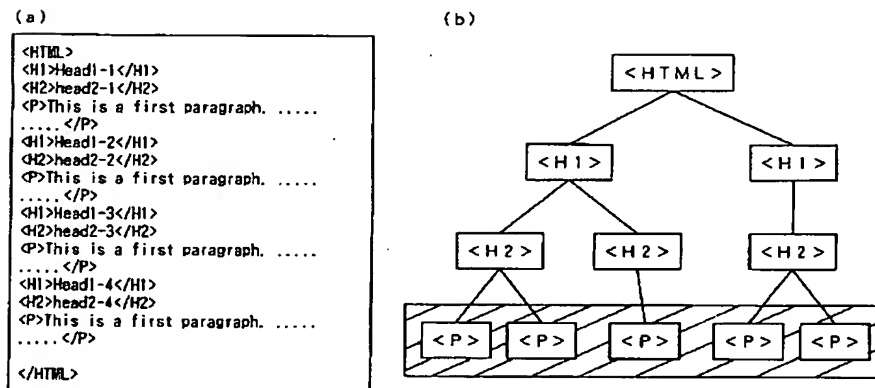 (a)
<HTML>
<H1>Head1-1</H1>
<H2>head2-1</H2>
<P>This is a first paragraph. .....
.....</P>
<H1>Head1-2</H1>
<H2>head2-2</H2>
<P>This is a first paragraph. .....
.....</P>
<H1>Head1-3</H1>
<H2>head2-3</H2>
<P>This is a first paragraph. .....
.....</P>
<H1>Head1-4</H1>
<H2>head2-4</H2>
<P>This is a first paragraph. .....
.....</P>
</HTML>
(b)
<HTML>
<H1> <H1>
<H2> <H2> <H2>
<P> <P> <P> <P> <P>